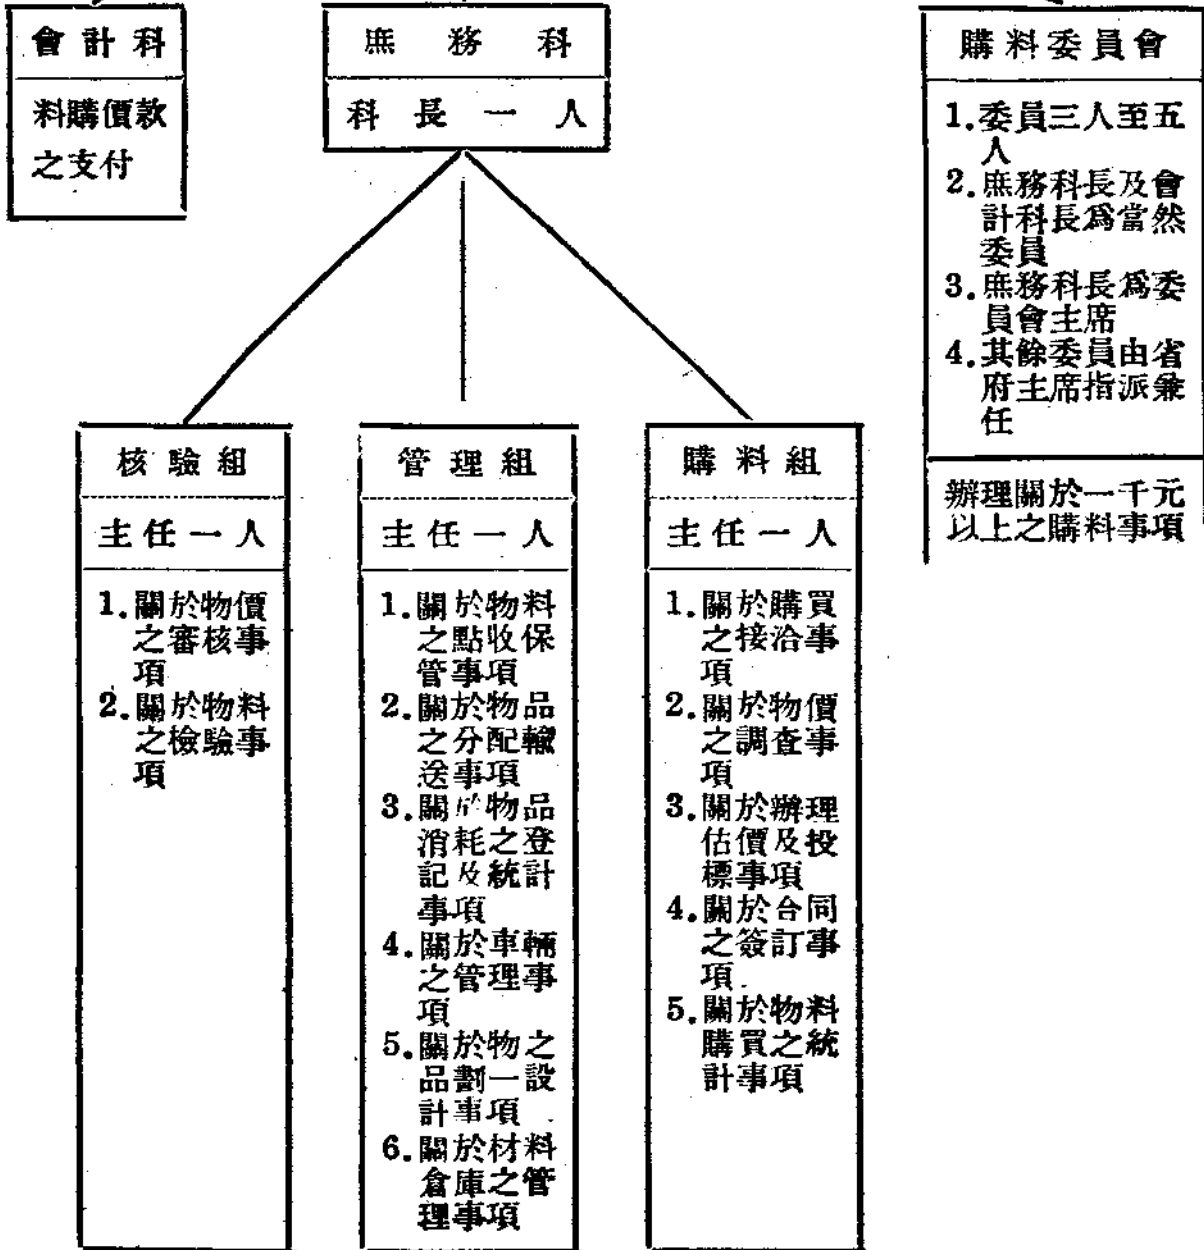 會計科
料購價款
之支付
庶務科
科長一人
購料委員會
1.委員三人至五
人
2.庶務科長及會
計科長爲當然
委員
3.庶務科長爲委
員會主席
4.其餘委員由省
府主席指派兼
任
辦理關於一千元
以上之購料事項
核驗組
主任一人
1.關於物價
之審核事
項
2.關於物料
之檢驗事
項
管理組
主任一人
1.關於物料
之點收保
管事項
2.關於物品
之分配輸
送事項
3.關於物品
消耗之登
記及統計
事項
4.關於車輛
之管理事
項
5.關於物之
品劃一設
計事項
6.關於材料
倉庫之管
理事項
購料組
主任一人
1.關於購買
之接洽事
項
2.關於物價
之調查事
項
3.關於辦理
估價及投
標事項
4.關於合同
之簽訂事
項
5.關於物料
購買之統
計事項